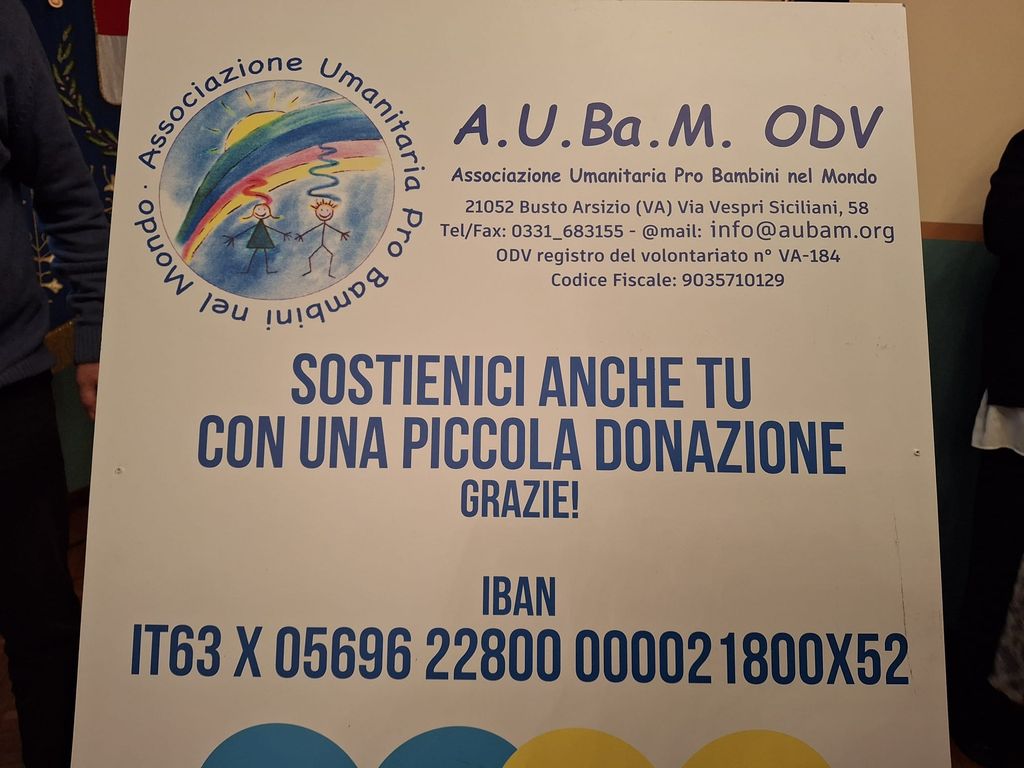 Associazione Umanitaria Pro Bambini nel Mondo ·
A.U.Ba.M. ODV
Associazione Umanitaria Pro Bambini nel Mondo
21052 Busto Arsizio (VA) Via Vespri Siciliani, 58
Tel/Fax: 0331_683155 - @mail: info@aubam.org
ODV registro del volontariato n° VA-184
Codice Fiscale: 9035710129
SOSTIENICI ANCHE TU
CON UNA PICCOLA DONAZIONE
GRAZIE!
IBAN
IT63 X 05696 22800 000021800X52